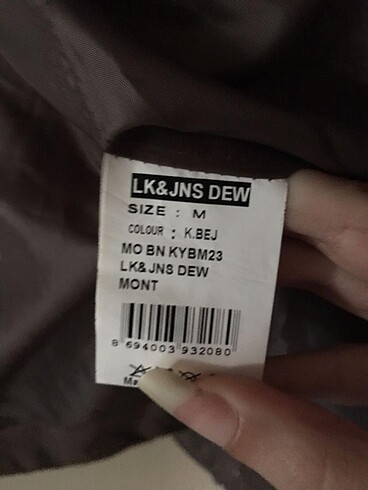 LK&JNS DEW
SIZE : M
COLOUR : K.BEJ
MO BN KYBM23
LK&JNS DEW
MONT
8 694003 932080